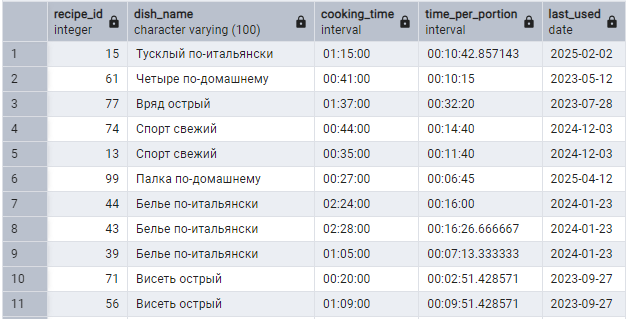 recipe_id dish_name cooking_time time_per_portion last_used
integer character varying (100) interval interval date
1 15 Тусклый по-итальянски 01:15:00 00:10:42.857143 2025-02-02
2 61 Четыре по-домашнему 00:41:00 00:10:15 2023-05-12
3 77 Вряд острый 01:37:00 00:32:20 2023-07-28
4 74 Спорт свежий 00:44:00 00:14:40 2024-12-03
5 13 Спорт свежий 00:35:00 00:11:40 2024-12-03
6 99 Палка по-домашнему 00:27:00 00:06:45 2025-04-12
7 44 Белье по-итальянски 02:24:00 00:16:00 2024-01-23
8 43 Белье по-итальянски 02:28:00 00:16:26.666667 2024-01-23
9 39 Белье по-итальянски 01:05:00 00:07:13.333333 2024-01-23
10 71 Висеть острый 00:20:00 00:02:51.428571 2023-09-27
11 56 Висеть острый 01:09:00 00:09:51.428571 2023-09-27